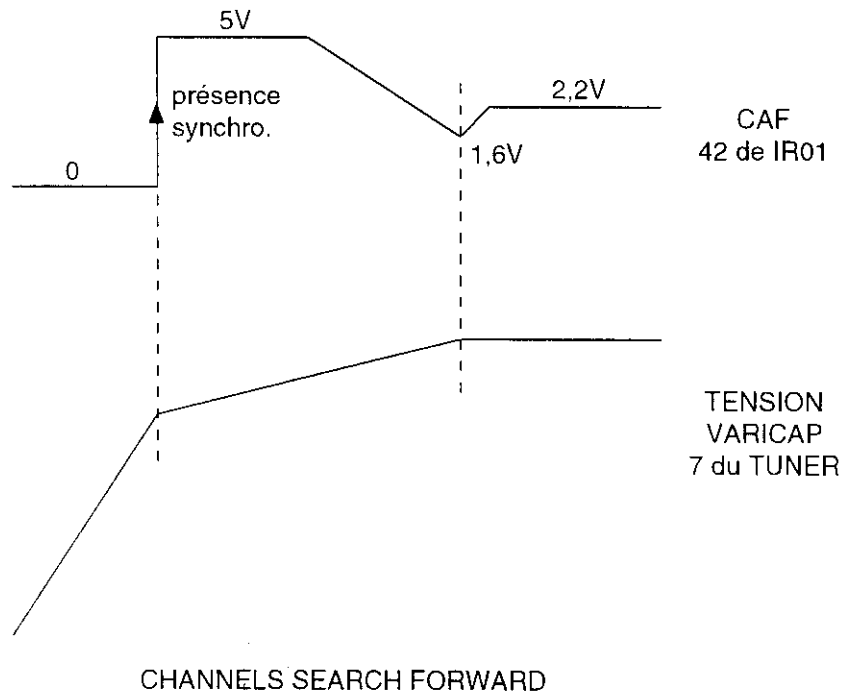 5V
présence
synchro.
2,2V
CAF
42 de IR01
0
1,6V
TENSION
VARICAP
7 du TUNER
CHANNELS SEARCH FORWARD